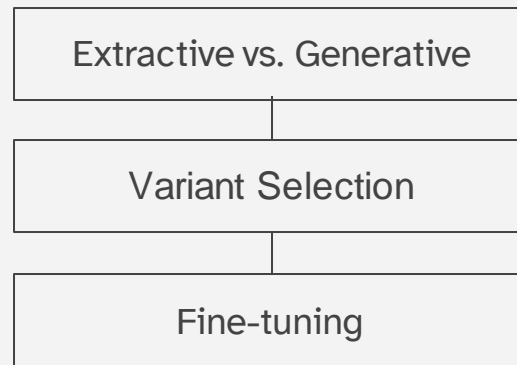 Extractive vs. Generative
Variant Selection
Fine-tuning